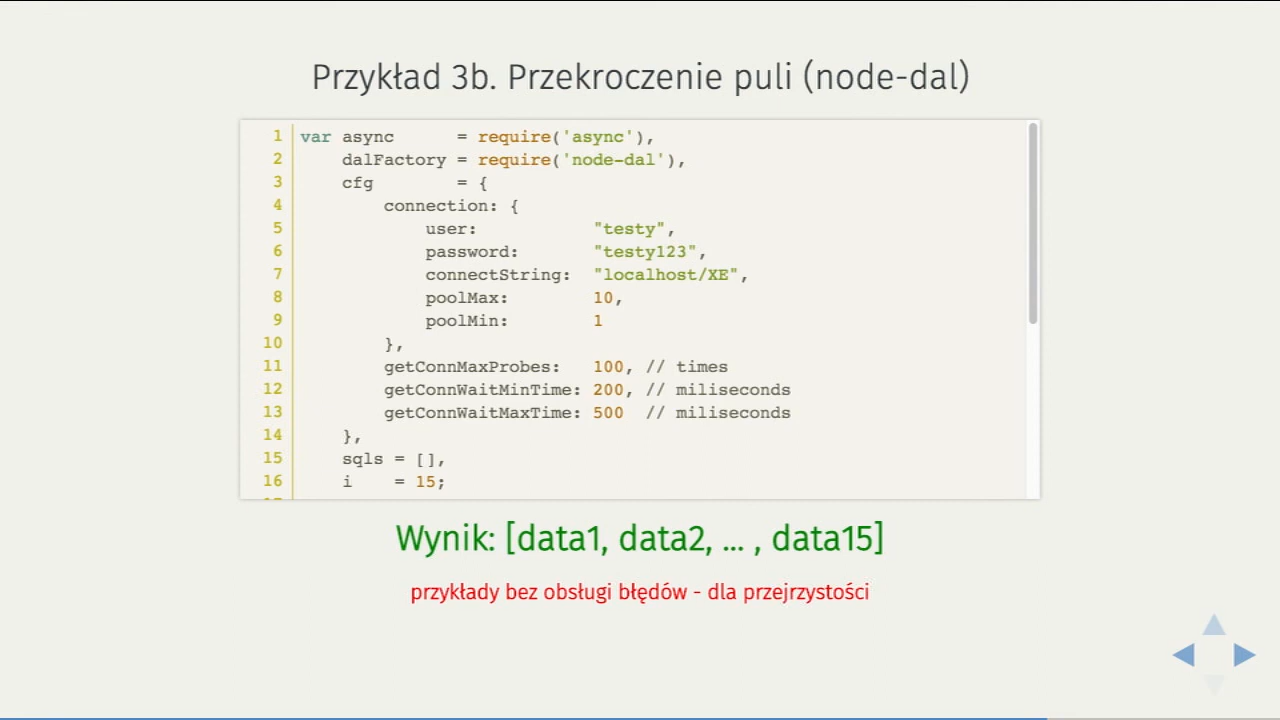 Przykład 3b. Przekroczenie puli (node-dal)
1 var async      = require('async'),
2     dalFactory = require('node-dal'),
3     cfg        = {
4         connection: {
5             user:           "testy",
6             password:       "testy123",
7             connectString:  "localhost/XE",
8             poolMax:        10,
9             poolMin:        1
10         },
11         getConnMaxProbes:   100, // times
12         getConnWaitMinTime: 200, // miliseconds
13         getConnWaitMaxTime: 500  // miliseconds
14     },
15     sqls = [],
16     i    = 15;
Wynik: [data1, data2, ... , data15]
przykłady bez obsługi błędów - dla przejrzystości